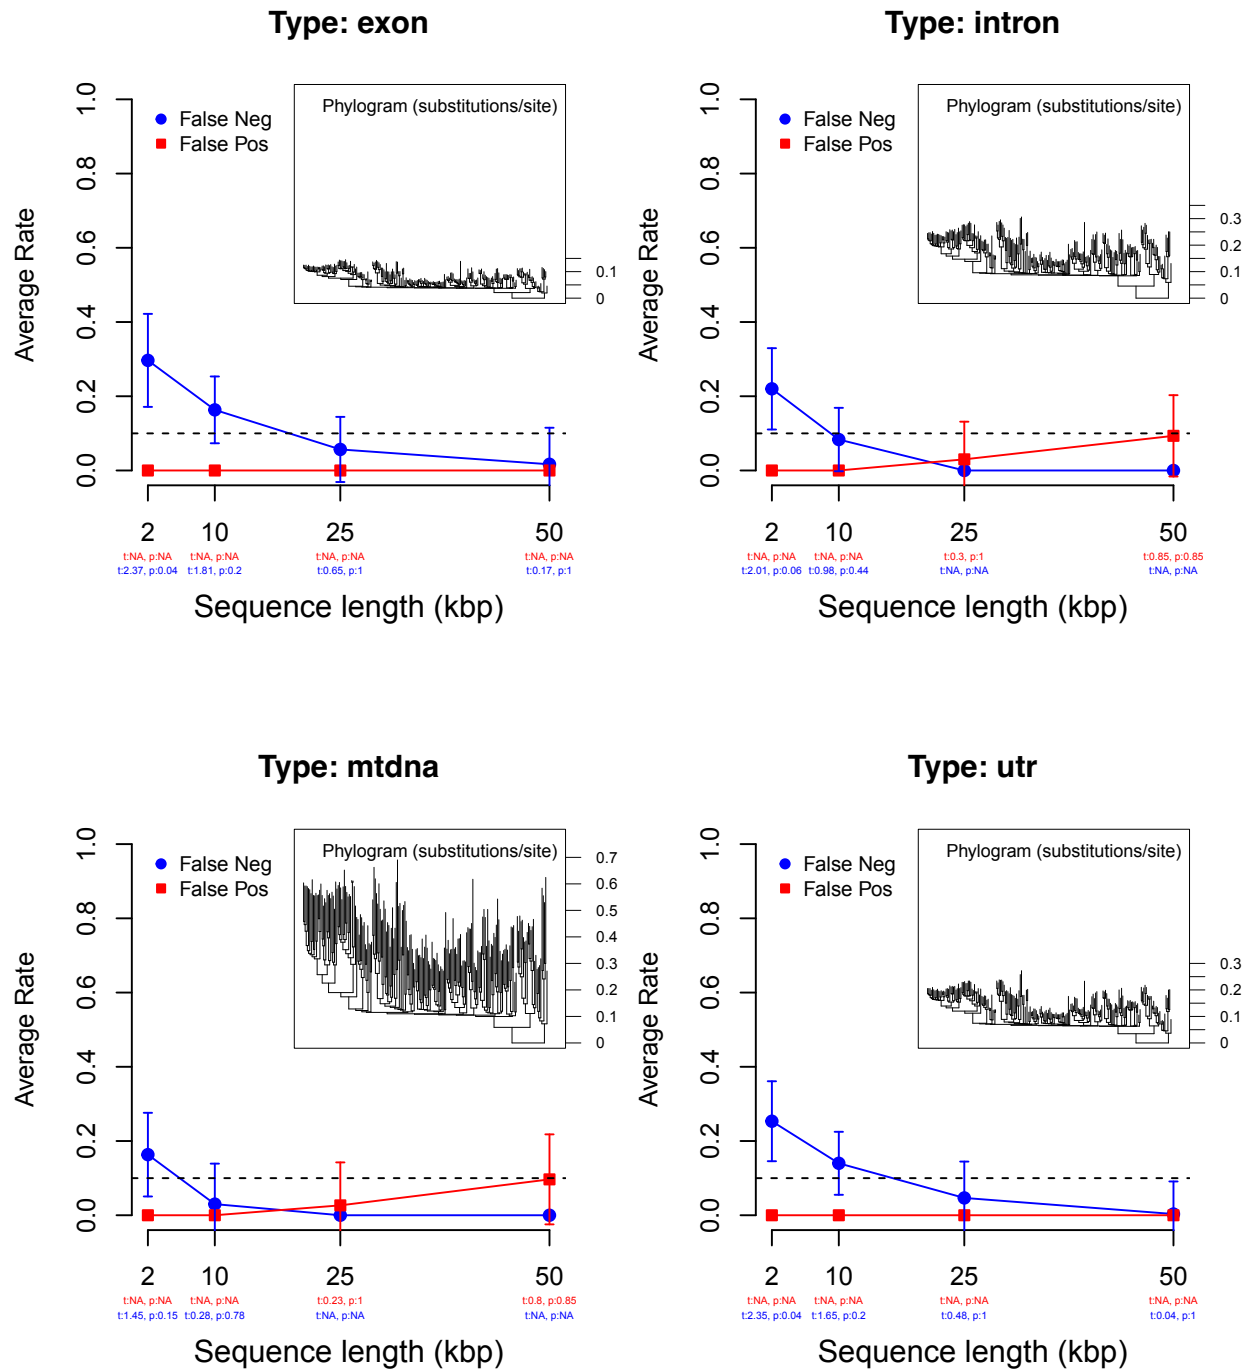 Type: exon
Phylogram (substitutions/site)
False Neg
False Pos
Average Rate
0.0 0.2 0.4 0.6 0.8 1.0
0.1
0
2 10 25 50
t:NA, p:NA t:NA, p:NA t:NA, p:NA t:NA, p:NA
t:2.37, p:0.04 t:1.81, p:0.2 t:0.65, p:1 t:0.17, p:1
Sequence length (kbp)
Type: intron
Phylogram (substitutions/site)
False Neg
False Pos
Average Rate
0.0 0.2 0.4 0.6 0.8 1.0
0.3
0.2
0.1
0
2 10 25 50
t:NA, p:NA t:NA, p:NA t:0.3, p:1 t:0.85, p:0.85
t:2.01, p:0.06 t:0.98, p:0.44 t:NA, p:NA t:NA, p:NA
Sequence length (kbp)
Type: mtdna
Phylogram (substitutions/site)
False Neg
False Pos
Average Rate
0.0 0.2 0.4 0.6 0.8 1.0
0.7
0.6
0.5
0.4
0.3
0.2
0.1
0
2 10 25 50
t:NA, p:NA t:NA, p:NA t:0.23, p:1 t:0.8, p:0.85
t:1.45, p:0.15 t:0.28, p:0.78 t:NA, p:NA t:NA, p:NA
Sequence length (kbp)
Type: utr
Phylogram (substitutions/site)
False Neg
False Pos
Average Rate
0.0 0.2 0.4 0.6 0.8 1.0
0.3
0.2
0.1
0
2 10 25 50
t:NA, p:NA t:NA, p:NA t:NA, p:NA t:NA, p:NA
t:2.35, p:0.04 t:1.65, p:0.2 t:0.48, p:1 t:0.04, p:1
Sequence length (kbp)